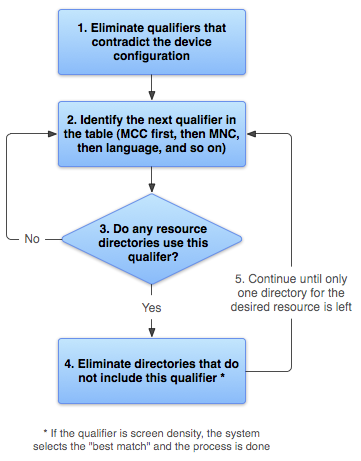 1. Eliminate qualifiers that
contradict the device
configuration
2. Identify the next qualifier in
the table (MCC first, then MNC,
then language, and so on)
3. Do any resource
directories use this
qualifer?
No
Yes
5. Continue until only
one directory for the
desired resource is left
4. Eliminate directories that do
not include this qualifier *
* If the qualifier is screen density, the system
selects the "best match" and the process is done